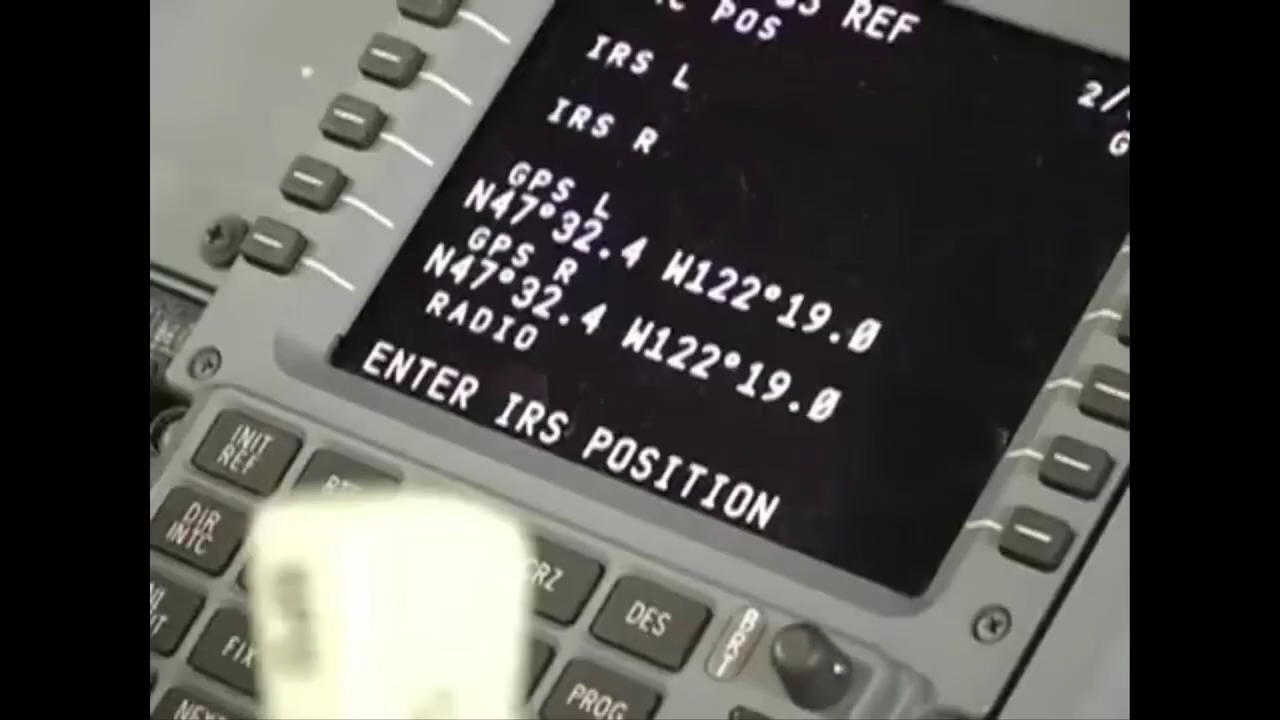 REF
POS
2/
IRS L
G
IRS R
GPS L
N47°32.4 W122°19.0
GPS R
N47°32.4 W122°19.0
RADIO
ENTER IRS POSITION
INIT
REF
DIR
INTC
CRZ
DES
BRT
FIX
PROG
NEXT